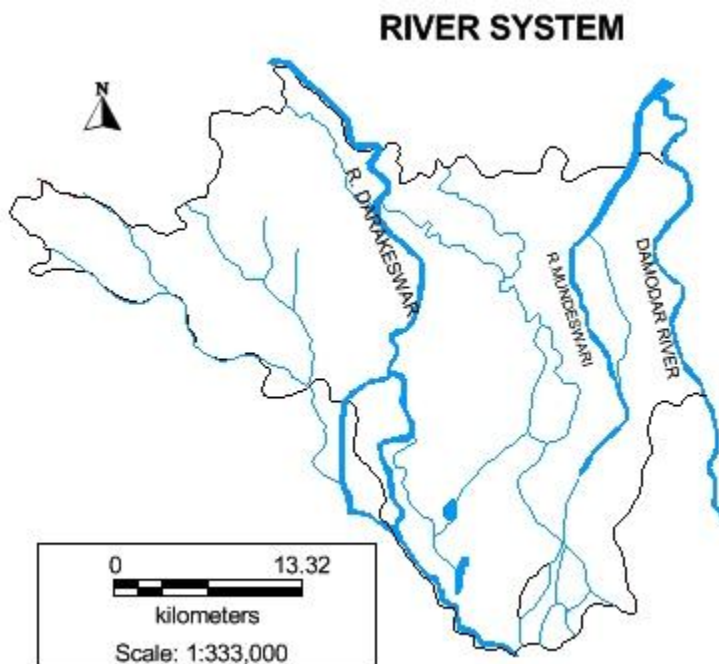 RIVER SYSTEM
N
R. DARAKESWAR
R.MUNDESWARI
DAMODAR RIVER
0 13.32
kilometers
Scale: 1:333,000